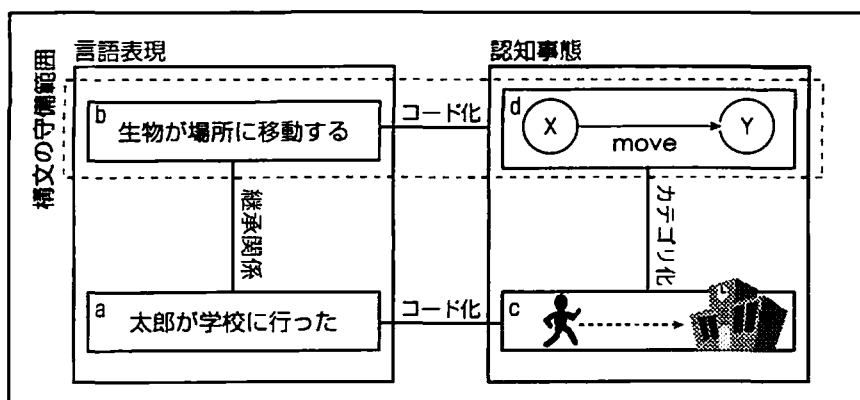 構文の守備範囲
言語表現
認知事態
b
生物が場所に移動する
コード化
d
X
move
Y
継承関係
カテゴリ化
a
太郎が学校に行った
コード化
c